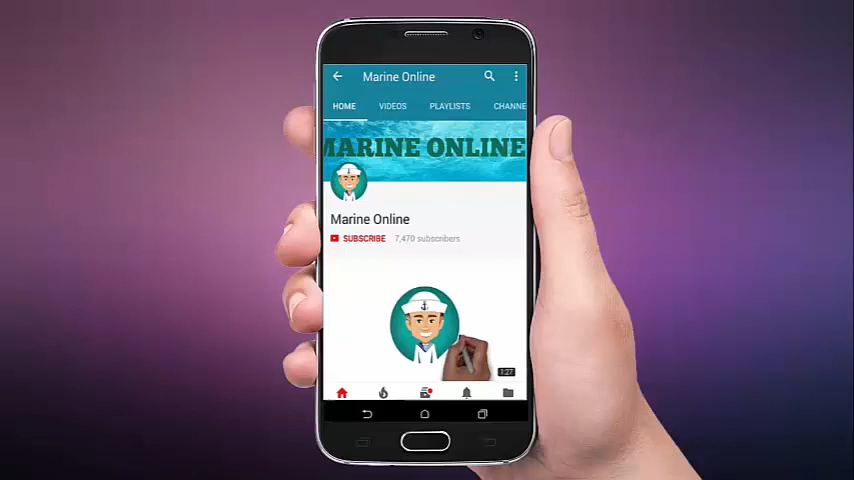 Marine Online
HOME VIDEOS PLAYLISTS CHANNE
MARINE ONLINE
Marine Online
SUBSCRIBE 7,470 subscribers
1:27